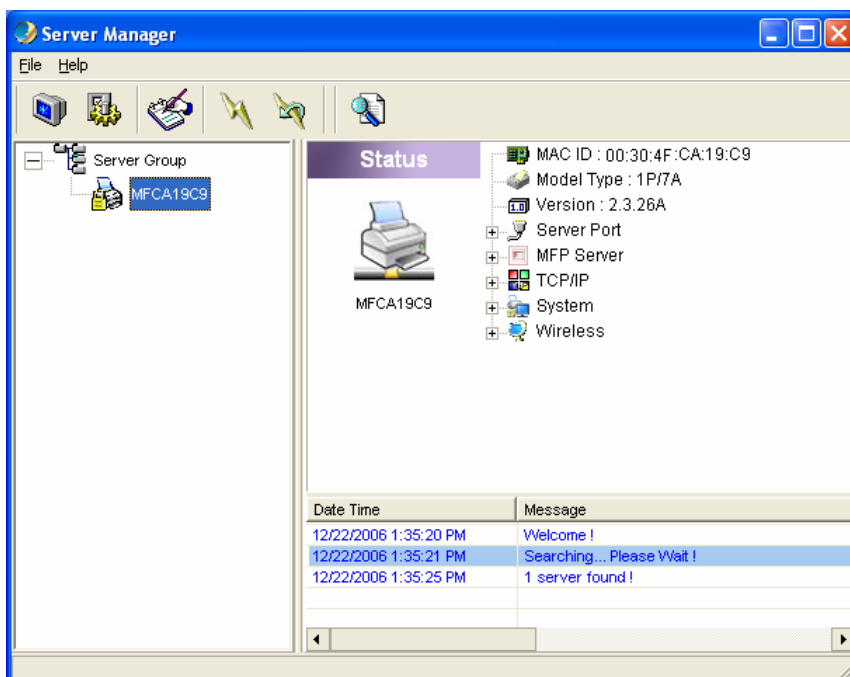 Server Manager
File Help
Server Group
MFCA19C9
Status
MFCA19C9
MAC ID : 00:30:4F:CA:19:C9
Model Type : 1P/7A
1.0 Version : 2.3.26A
Server Port
MFP Server
TCP/IP
System
Wireless
Date Time Message
12/22/2006 1:35:20 PM Welcome !
12/22/2006 1:35:21 PM Searching... Please Wait !
12/22/2006 1:35:25 PM 1 server found !